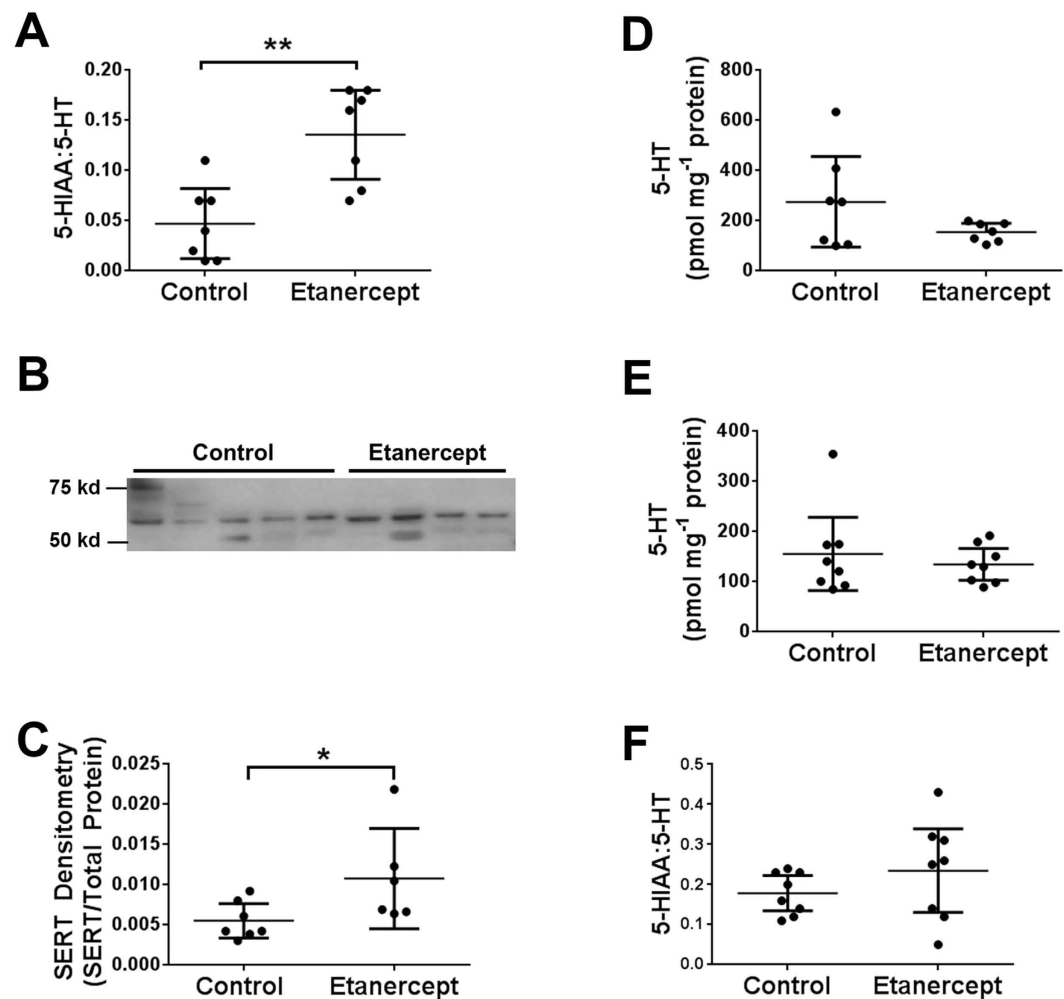 A
**
5-HIAA:5-HT
0.20
0.15
0.10
0.05
0.00
Control Etanercept
B
Control Etanercept
75 kd
50 kd
C
*
SERT Densitometry
(SERT/Total Protein)
0.025
0.020
0.015
0.010
0.005
0.000
Control Etanercept
D
5-HT
(pmol mg⁻¹ protein)
800
600
400
200
0
Control Etanercept
E
5-HT
(pmol mg⁻¹ protein)
400
300
200
100
0
Control Etanercept
F
5-HIAA:5-HT
0.5
0.4
0.3
0.2
0.1
0.0
Control Etanercept